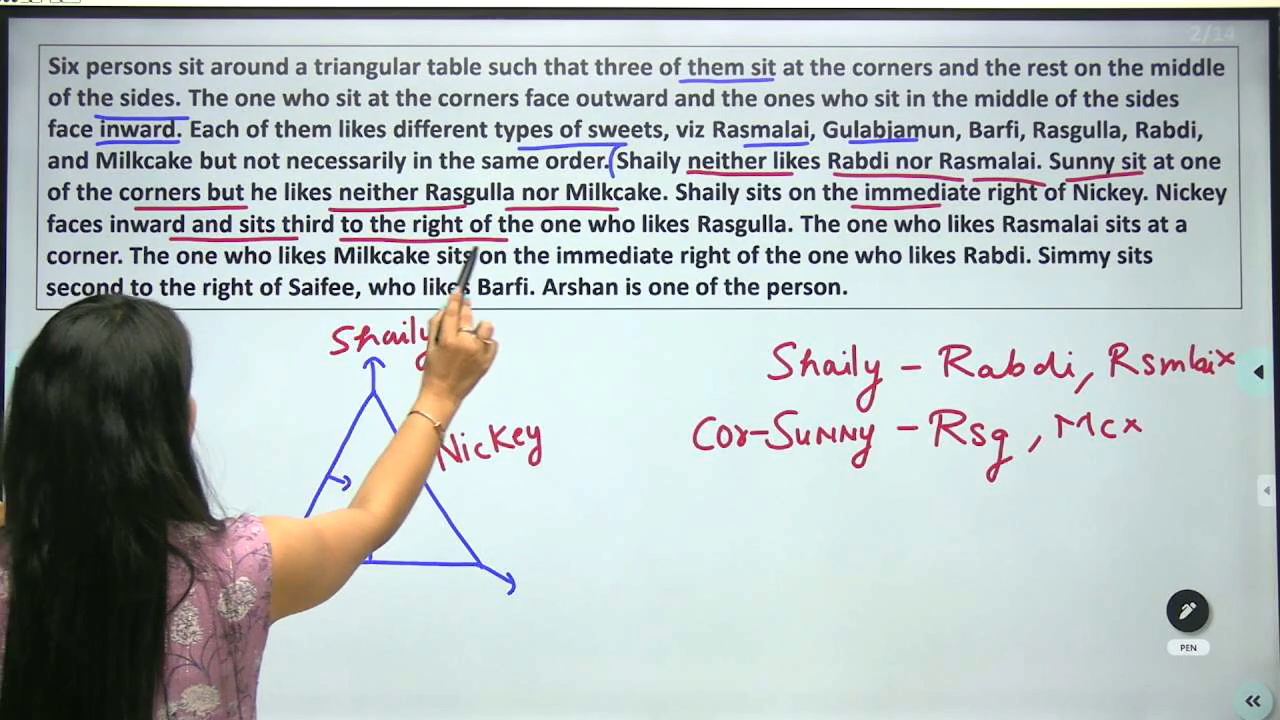 2/14
Six persons sit around a triangular table such that three of them sit at the corners and the rest on the middle
of the sides. The one who sit at the corners face outward and the ones who sit in the middle of the sides
face inward. Each of them likes different types of sweets, viz Rasmalai, Gulabjamun, Barfi, Rasgulla, Rabdi,
and Milkcake but not necessarily in the same order. (Shaily neither likes Rabdi nor Rasmalai. Sunny sit at one
of the corners but he likes neither Rasgulla nor Milkcake. Shaily sits on the immediate right of Nickey. Nickey
faces inward and sits third to the right of the one who likes Rasgulla. The one who likes Rasmalai sits at a
corner. The one who likes Milkcake sits on the immediate right of the one who likes Rabdi. Simmy sits
second to the right of Saifee, who likes Barfi. Arshan is one of the person.
Shaily
Nickey
Shaily - Rabdi, Rsmlai x
Cor-Sunny - Rsg, Mc x
PEN